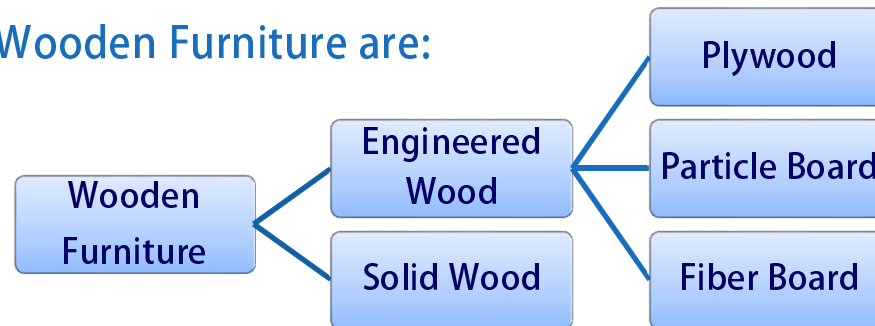 Wooden Furniture are:
Plywood
Engineered
Wood
Particle Board
Wooden
Furniture
Solid Wood
Fiber Board